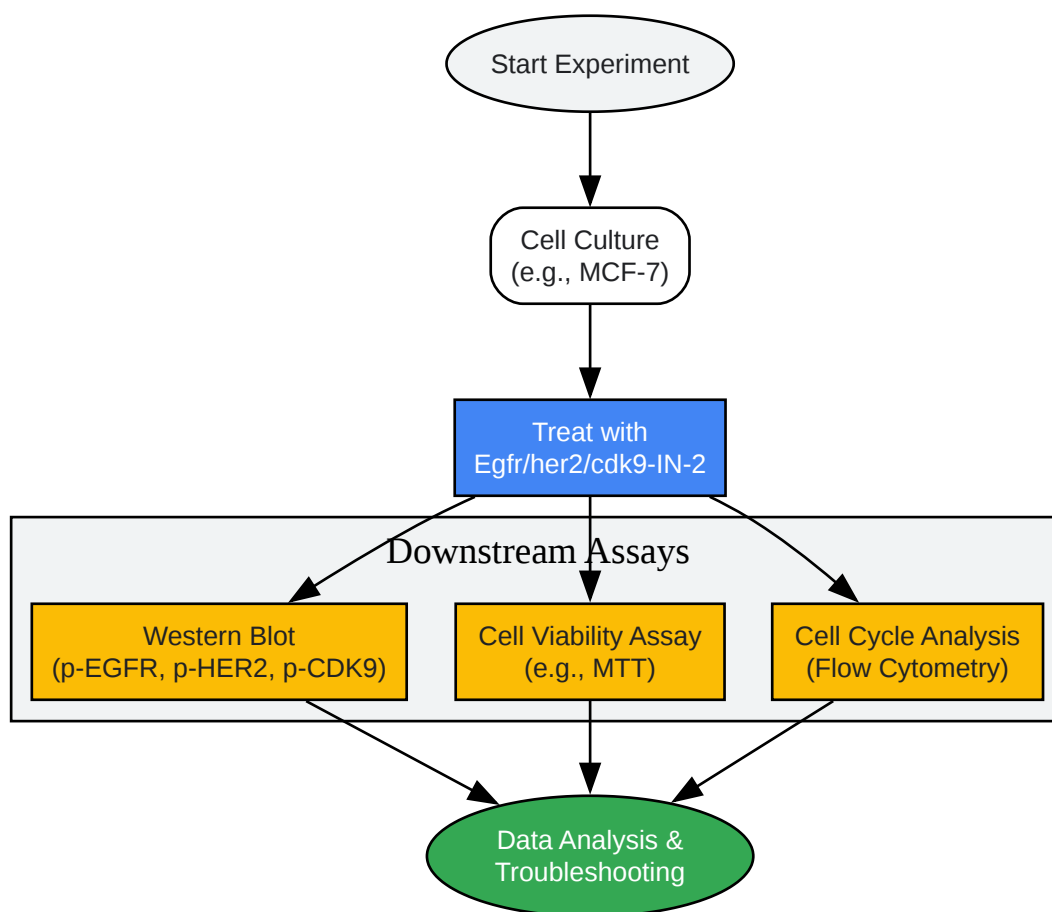 Start Experiment
Cell Culture
(e.g., MCF-7)
Treat with
Egfr/her2/cdk9-IN-2
Downstream Assays
Western Blot
(p-EGFR, p-HER2, p-CDK9)
Cell Viability Assay
(e.g., MTT)
Cell Cycle Analysis
(Flow Cytometry)
Data Analysis &
Troubleshooting